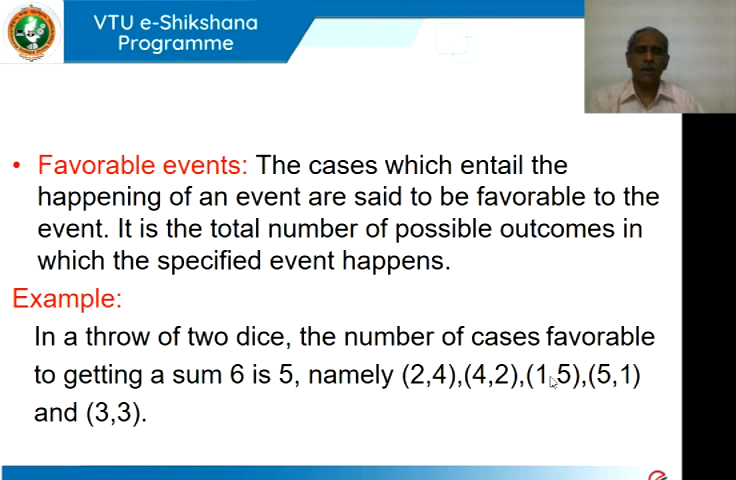 VTU e-Shikshana
Programme
• Favorable events: The cases which entail the
happening of an event are said to be favorable to the
event. It is the total number of possible outcomes in
which the specified event happens.
Example:
In a throw of two dice, the number of cases favorable
to getting a sum 6 is 5, namely (2,4),(4,2),(1,5),(5,1)
and (3,3).